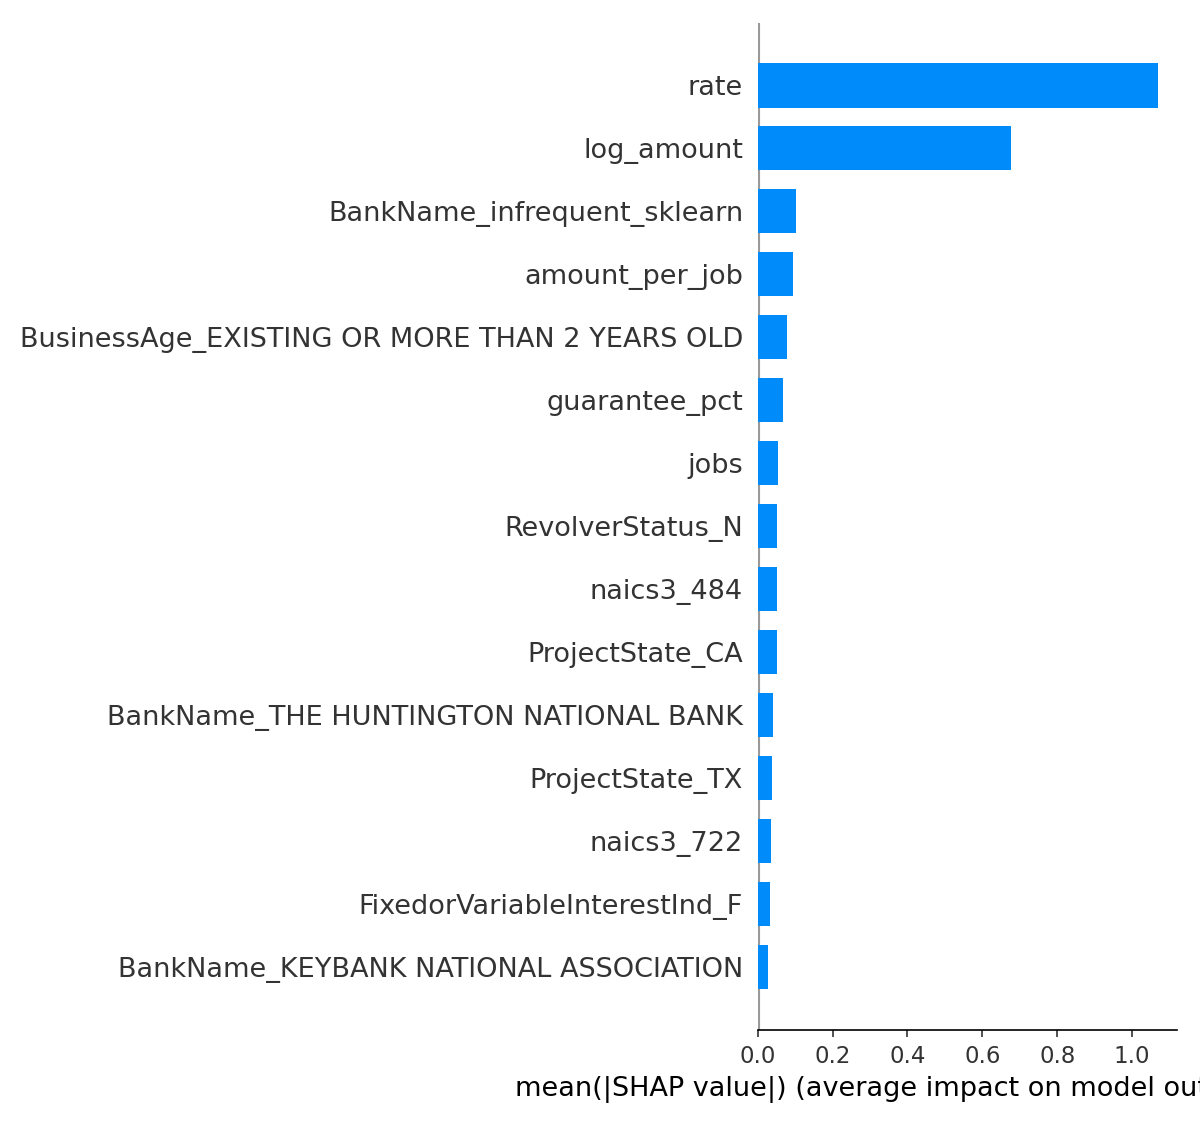 rate
log_amount
BankName_infrequent_sklearn
amount_per_job
BusinessAge_EXISTING OR MORE THAN 2 YEARS OLD
guarantee_pct
jobs
RevolverStatus_N
naics3_484
ProjectState_CA
BankName_THE HUNTINGTON NATIONAL BANK
ProjectState_TX
naics3_722
FixedorVariableInterestInd_F
BankName_KEYBANK NATIONAL ASSOCIATION
0.0 0.2 0.4 0.6 0.8 1.0
mean(|SHAP value|) (average impact on model out